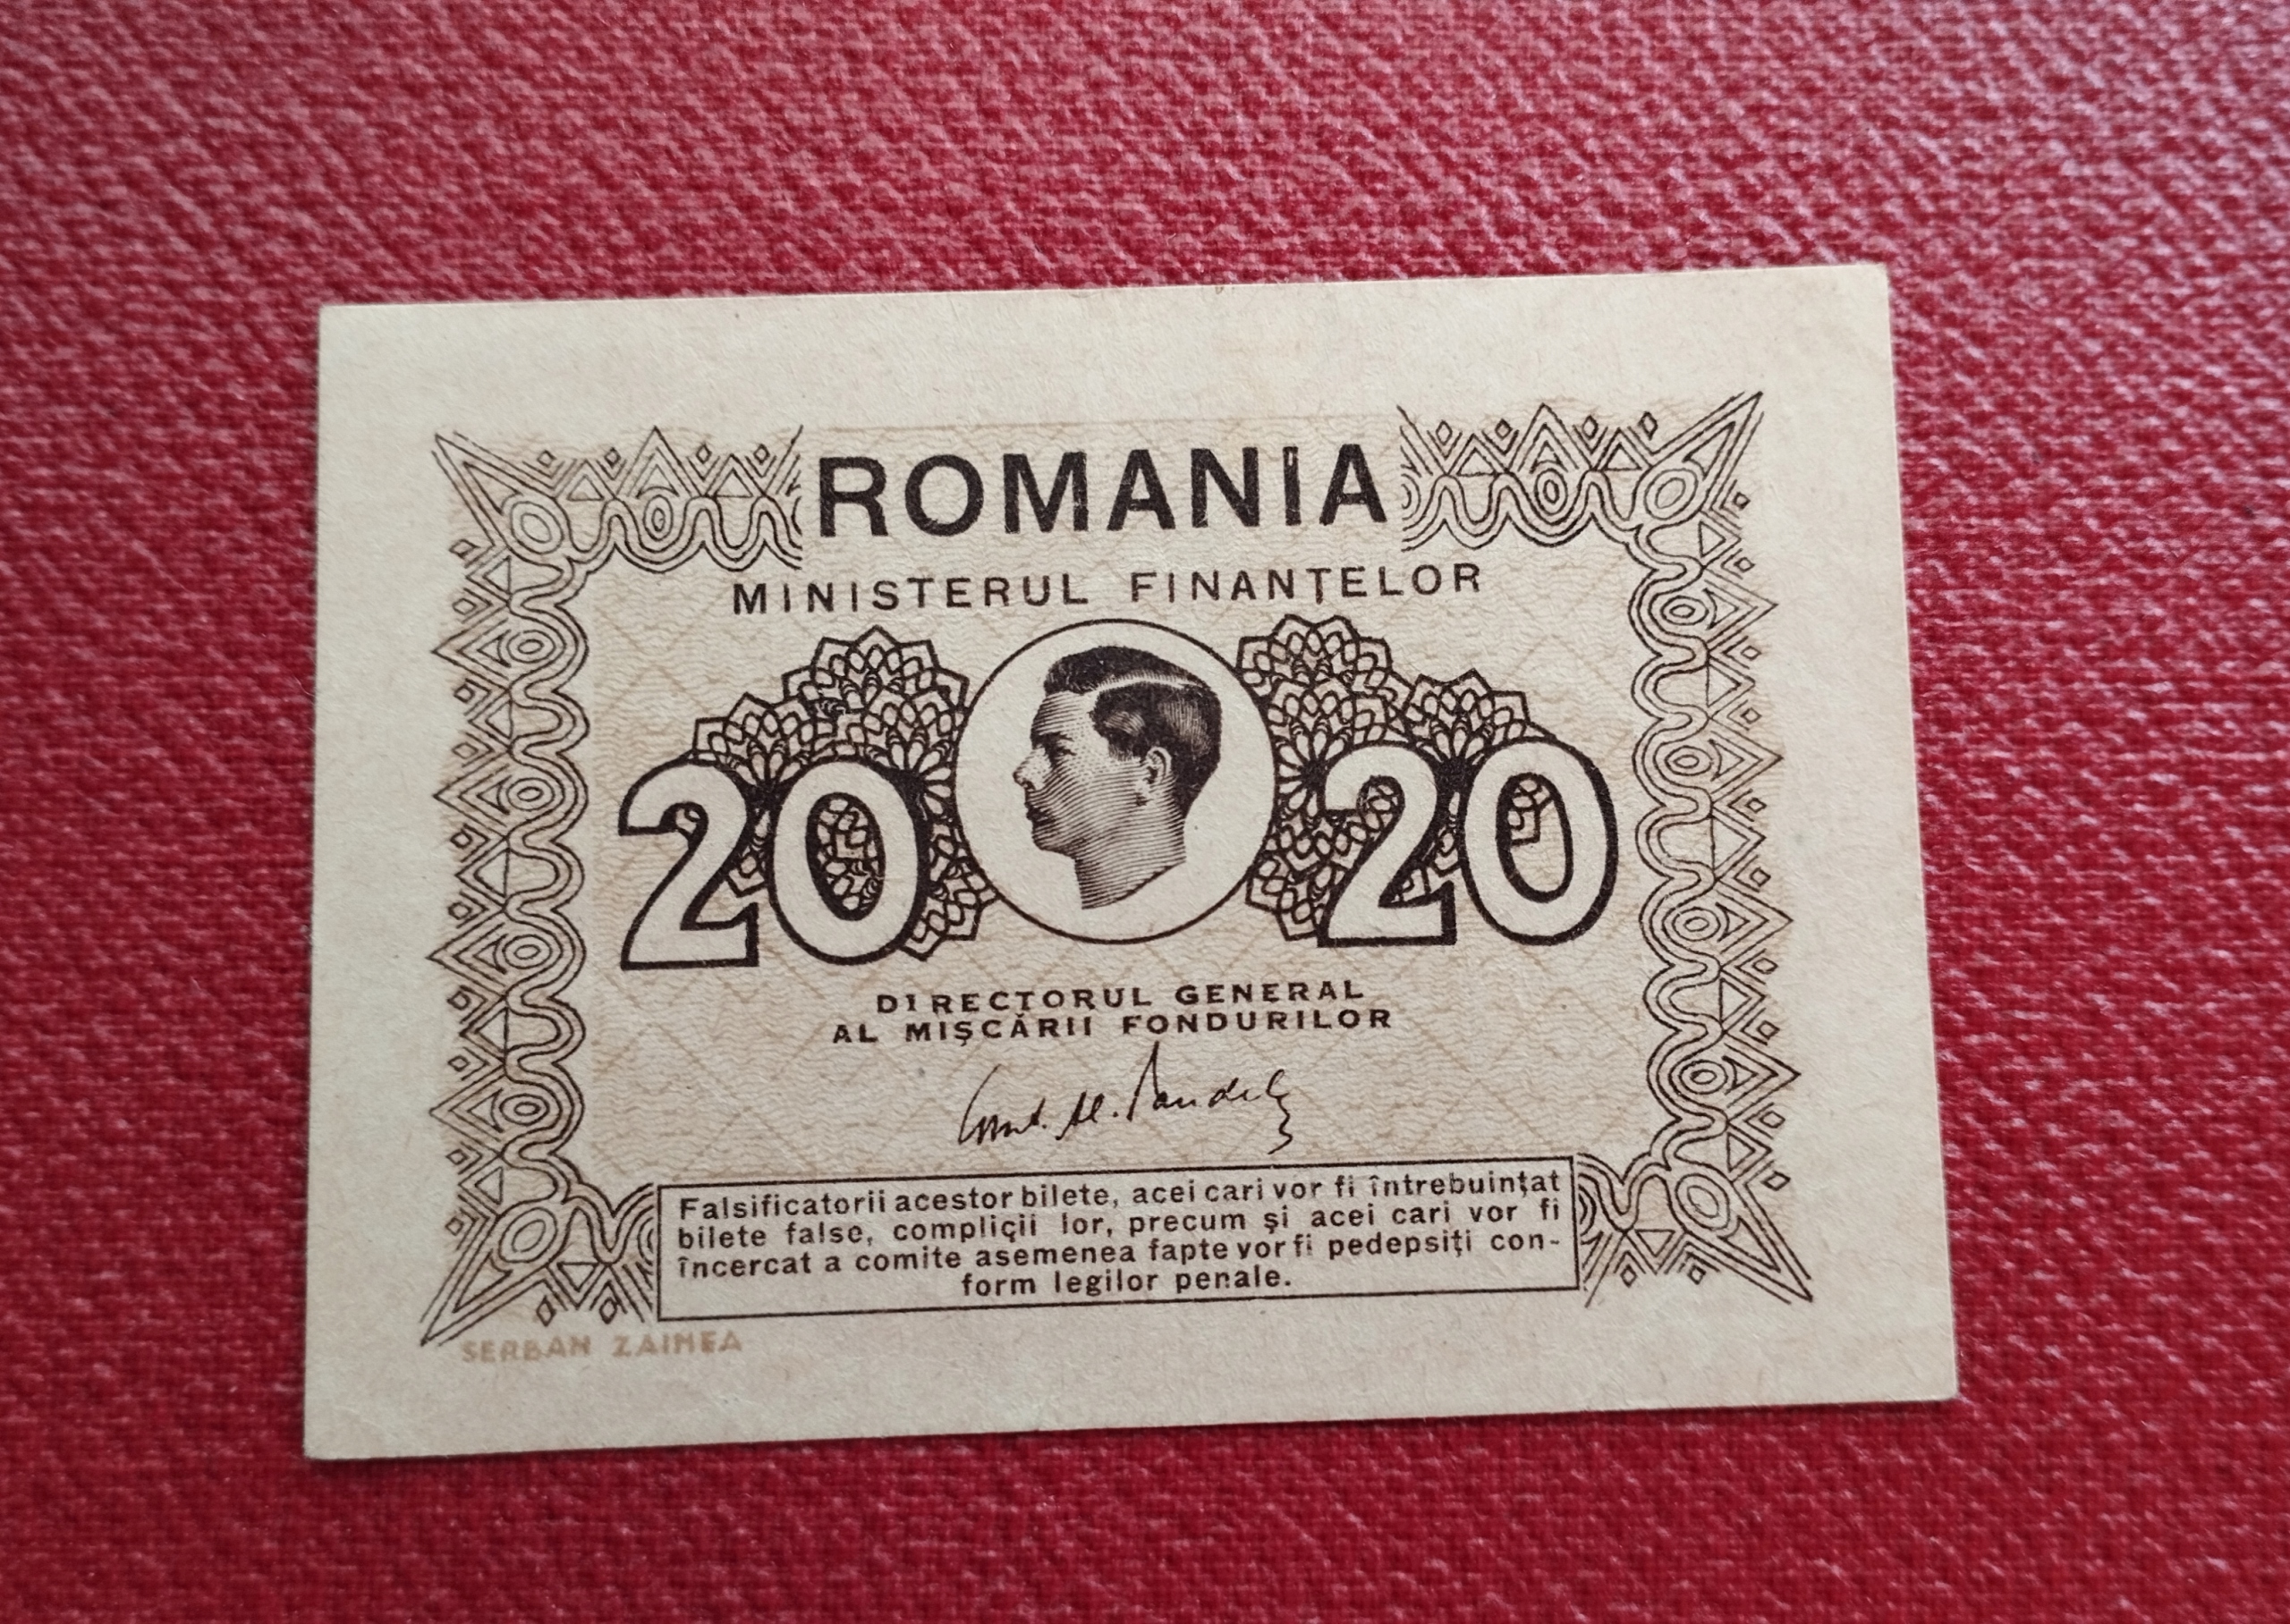 ROMANIA
MINISTERUL FINANȚELOR
20 20
DIRECTORUL GENERAL
AL MIȘCĂRII FONDURILOR
Falsificatorii acestor bilete, acei cari vor fi întrebuințat
bilete false, complicii lor, precum și acei cari vor fi
încercat a comite asemenea fapte vor fi pedepsiți con-
form legilor penale.
SERBAN ZAINEA